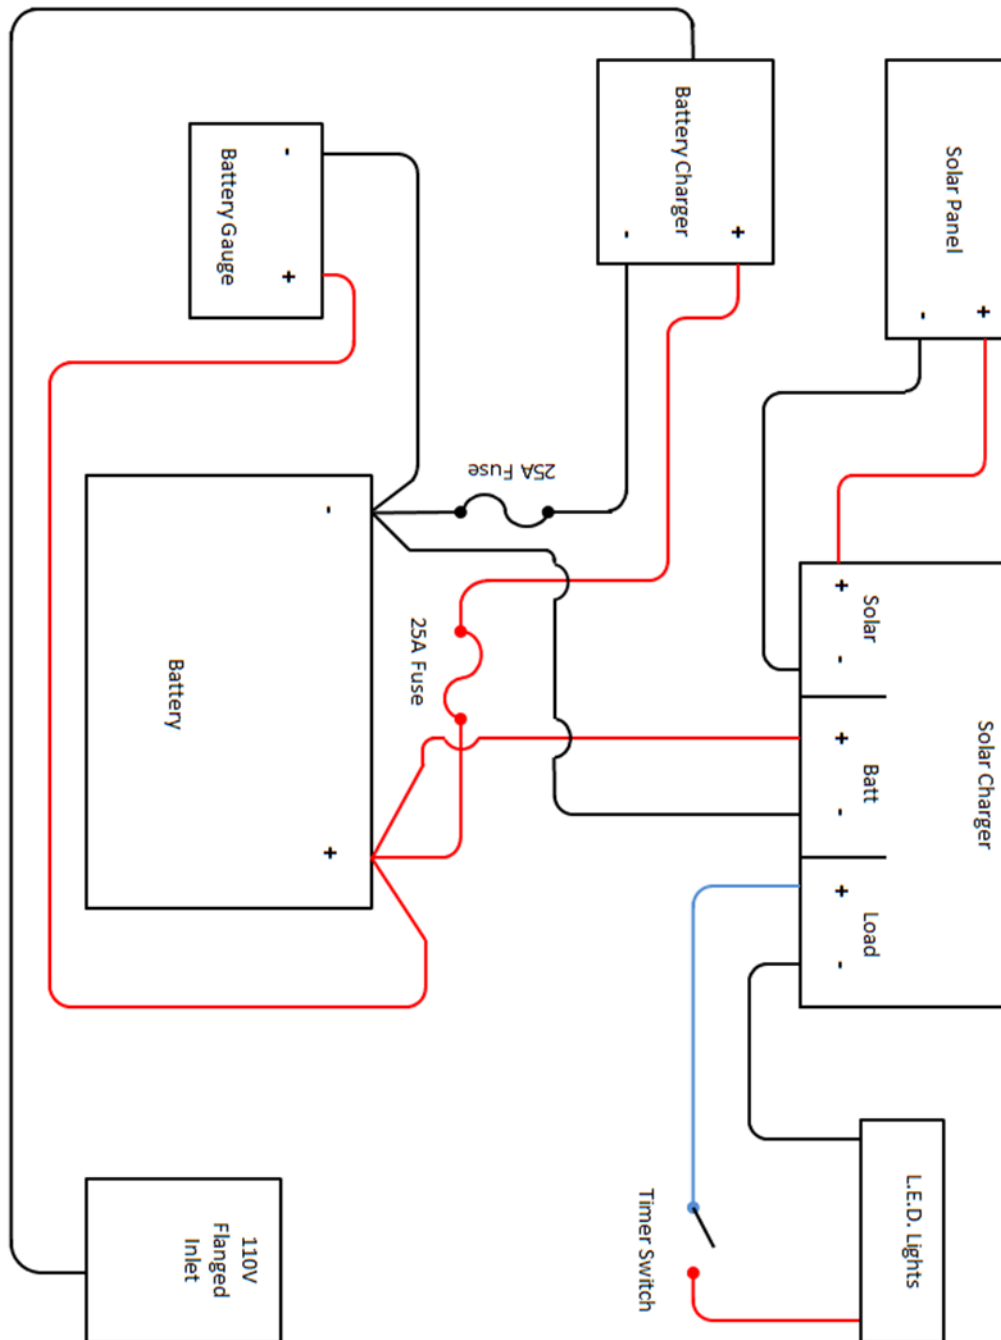 Solar Panel
-
+
Battery Charger
-
+
Battery Gauge
-
+
25A Fuse
25A Fuse
Battery
-
+
Solar Charger
Solar
+
-
Batt
+
-
Load
+
-
L.E.D. Lights
Timer Switch
110V
Flanged
Inlet